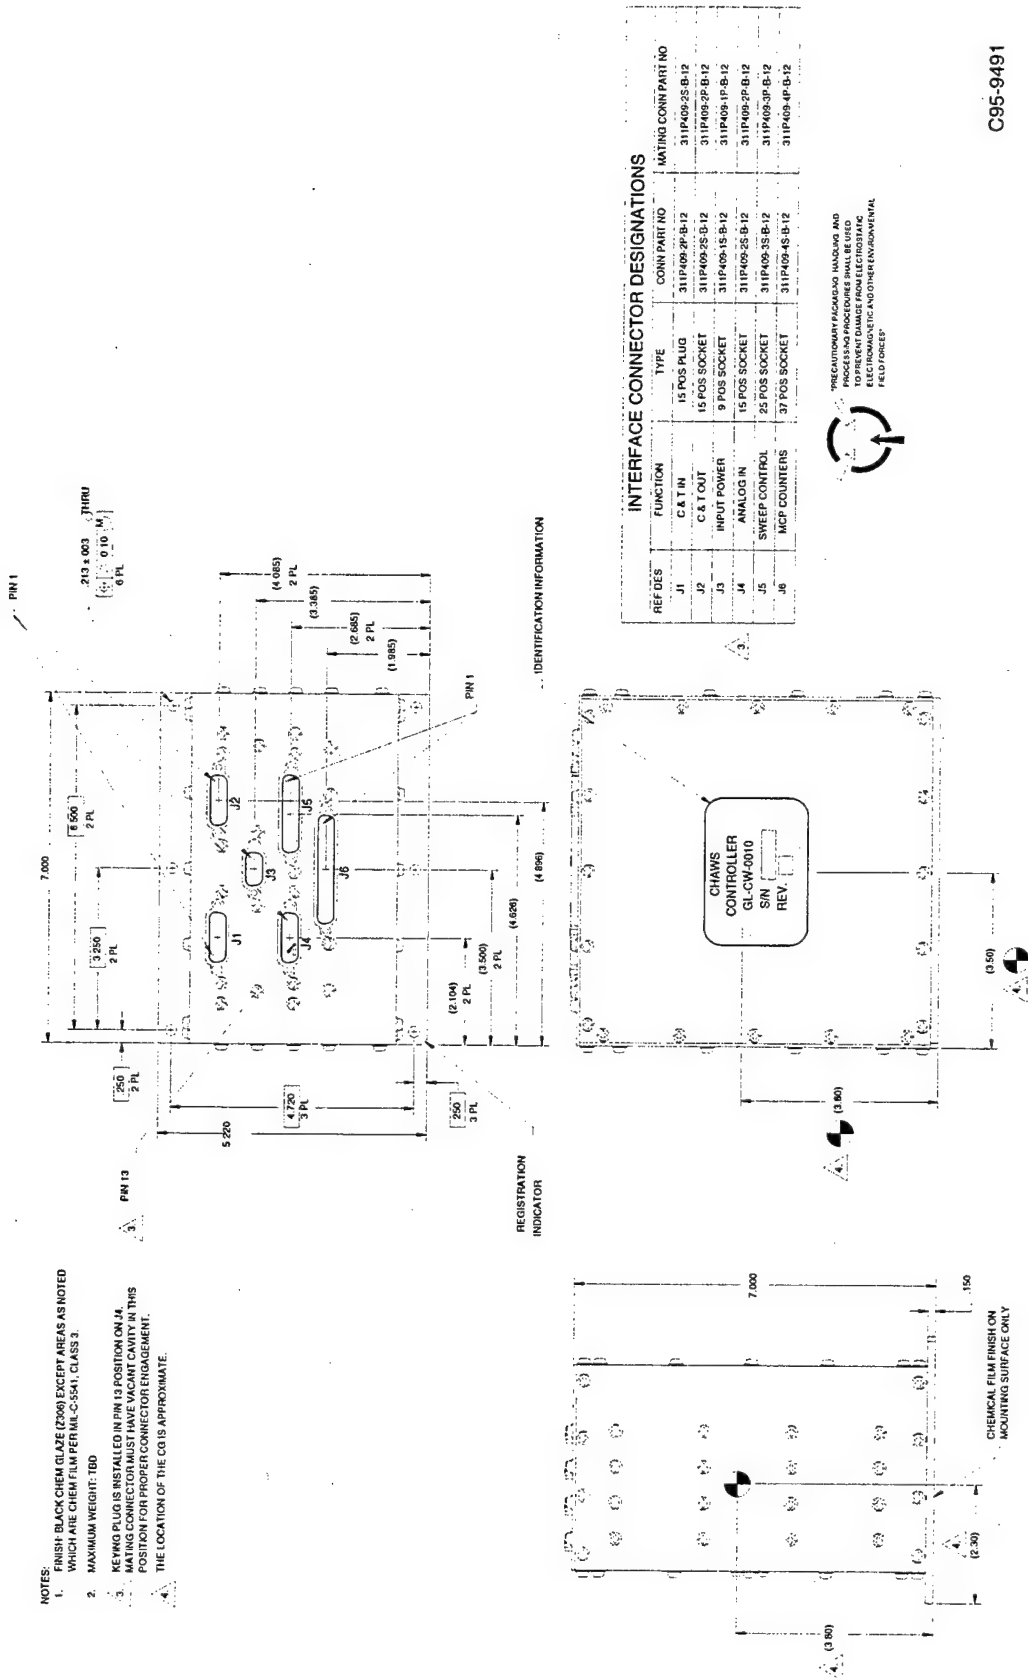 NOTES:
1. FINISH: BLACK CHEM GLAZE (Z306) EXCEPT AREAS AS NOTED
WHICH ARE CHEM FILM PER MIL-C-5541, CLASS 3.
2. MAXIMUM WEIGHT: TBD
3. KEYING PLUG IS INSTALLED IN PIN 13 POSITION ON J4.
MATING CONNECTOR MUST HAVE VACANT CAVITY IN THIS
POSITION FOR PROPER CONNECTOR ENGAGEMENT.
4. THE LOCATION OF THE CG IS APPROXIMATE.
3 PIN 13
PIN 1
7.000
6.500
2 PL
3.250
2 PL
.250
2 PL
.213 ± 003 THRU
0 10 M
6 PL
5 220
4.720
3 PL
.250
3 PL
J1
J2
J3
J4
J5
J6
(4.085)
2 PL
(3.385)
(2.685)
2 PL
(1.985)
PIN 1
(2.104)
2 PL
(3.500)
2 PL
(4.626)
(4.896)
REGISTRATION
INDICATOR
IDENTIFICATION INFORMATION
CHAWS
CONTROLLER
GL-CW-0010
S/N
REV.
(3.80)
4
(3.50)
4
7.000
.150
CHEMICAL FILM FINISH ON
MOUNTING SURFACE ONLY
4
(2.30)
(3 80)
4
INTERFACE CONNECTOR DESIGNATIONS
REF DES FUNCTION TYPE CONN PART NO MATING CONN PART NO
J1 C & T IN 15 POS PLUG 311P409-2P-B-12 311P409-2S-B-12
J2 C & T OUT 15 POS SOCKET 311P409-2S-B-12 311P409-2P-B-12
J3 INPUT POWER 9 POS SOCKET 311P409-1S-B-12 311P409-1P-B-12
3 J4 ANALOG IN 15 POS SOCKET 311P409-2S-B-12 311P409-2P-B-12
J5 SWEEP CONTROL 25 POS SOCKET 311P409-3S-B-12 311P409-3P-B-12
J6 MCP COUNTERS 37 POS SOCKET 311P409-4S-B-12 311P409-4P-B-12
"PRECAUTIONARY PACKAGING HANDLING AND
PROCESSING PROCEDURES SHALL BE USED
TO PREVENT DAMAGE FROM ELECTROSTATIC
ELECTROMAGNETIC AND OTHER ENVIRONMENTAL
FIELD FORCES"
C95-9491